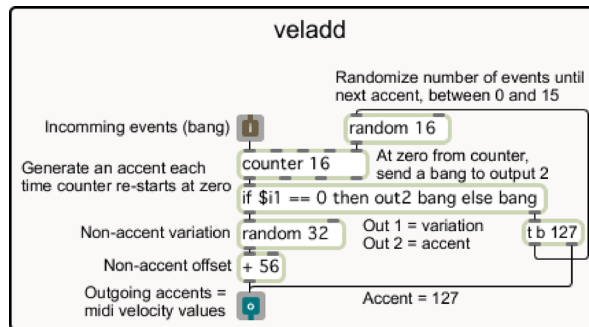 veladd
Randomize number of events until
next accent, between 0 and 15
Incomming events (bang)
random 16
counter 16
At zero from counter,
send a bang to output 2
Generate an accent each
time counter re-starts at zero
if $i1 == 0 then out2 bang else bang
Non-accent variation
random 32
Out 1 = variation
Out 2 = accent
t b 127
Non-accent offset
+ 56
Outgoing accents =
midi velocity values
Accent = 127